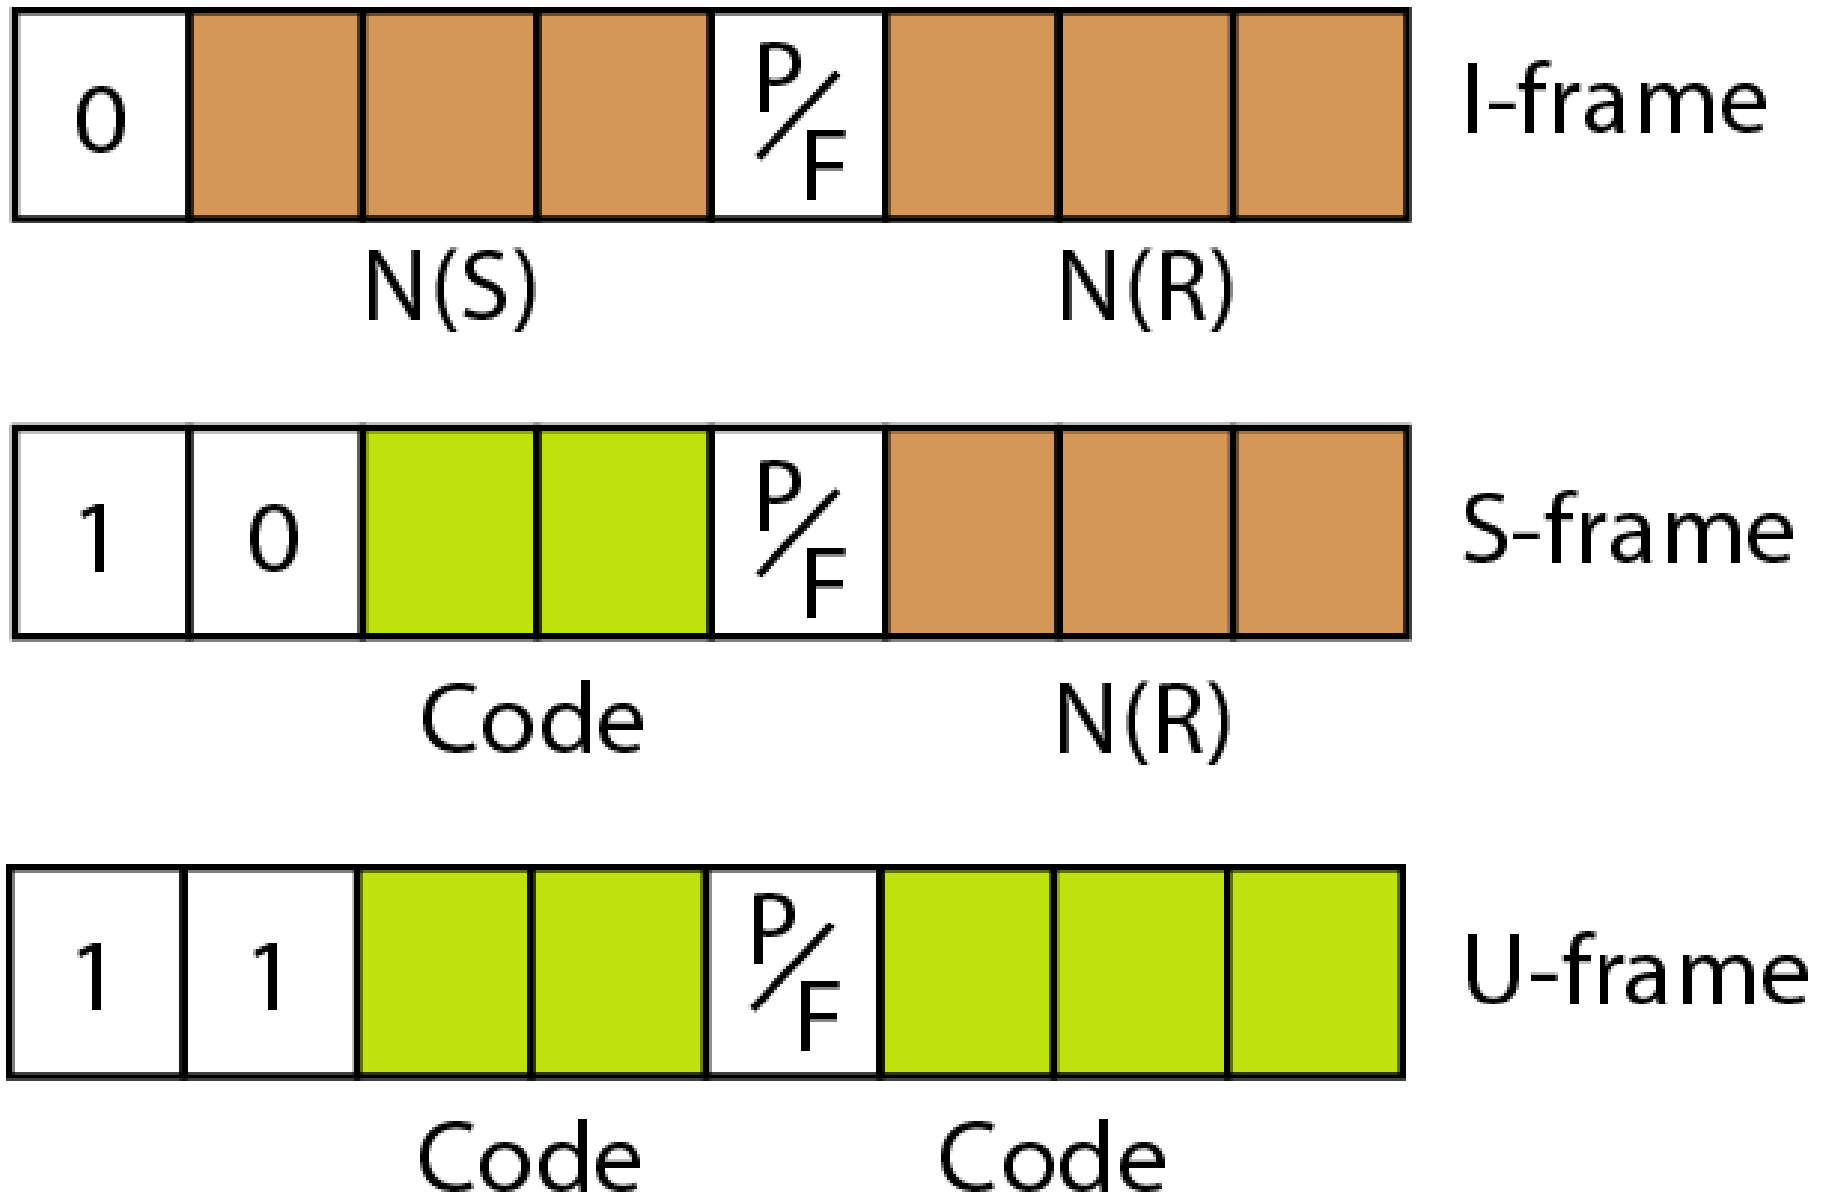 0 P/F I-frame
N(S) N(R)
1 0 P/F S-frame
Code N(R)
1 1 P/F U-frame
Code Code